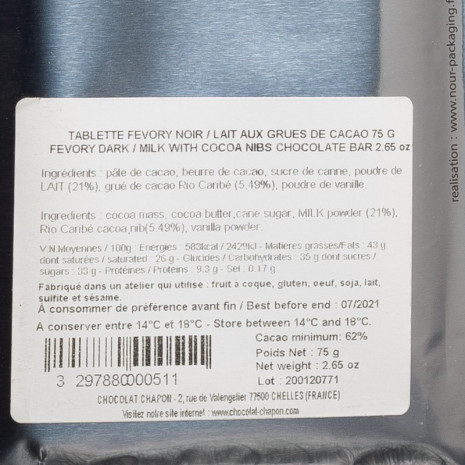 TABLETTE FEVORY NOIR / LAIT AUX GRUES DE CACAO 75 G
FEVORY DARK / MILK WITH COCOA NIBS CHOCOLATE BAR 2.65 oz
Ingrédients : pâte de cacao, beurre de cacao, sucre de canne, poudre de
LAIT (21%), grué de cacao Rio Caribé (5,49%), poudre de vanille.
Ingredients : cocoa mass, cocoa butter,cane sugar, MILK powder (21%),
Rio Caribé cacao,nib(5.49%), vanilla powder.
V.N.Moyennes / 100g : Energies : 583kcal / 2429kJ - Matières grasses/Fats : 43 g
dont saturées / saturated : 26 g - Glucides / Carbohydrates : 35 g dont sucres /
sugars : 33 g - Protéines / Proteins : 9.3 g - Sel : 0.17 g
Fabriqué dans un atelier qui utilise : fruit à coque, gluten, oeuf, soja, lait,
sulfite et sésame.
A consommer de préférence avant fin / Best before end : 07/2021
A conserver entre 14°C et 18°C. - Store between 14°C and 18°C.
Cacao minimum: 62%
Poids Net : 75 g
Net weight : 2.65 oz
Lot : 200120771
3 297880000511
CHOCOLAT CHAPON - 2, rue de Valengelier 77500 CHELLES (FRANCE)
Visitez notre site internet : www.chocolat-chapon.com
realisation : www.nour-packaging.f